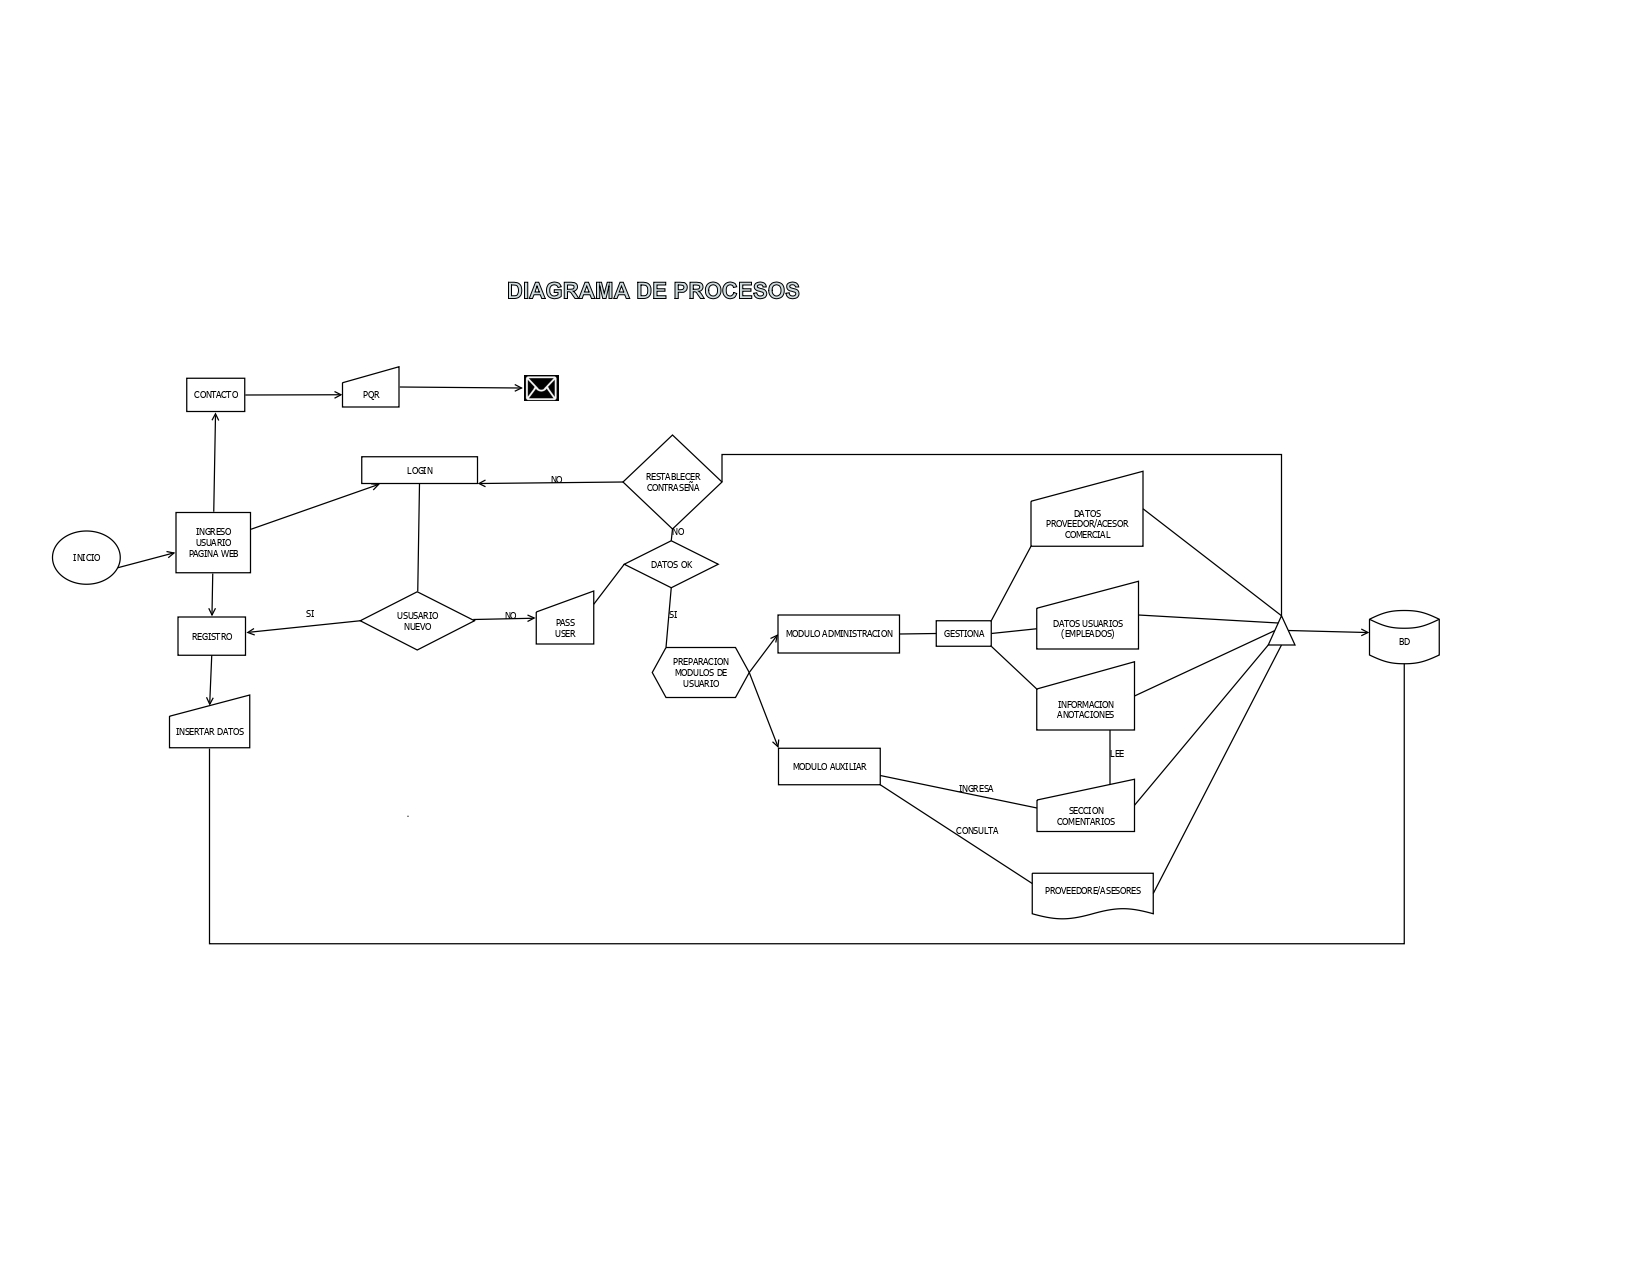 DIAGRAMA DE PROCESOS
CONTACTO
PQR
LOGIN
NO
RESTABLECER
CONTRASEÑA
NO
INICIO
INGRESO
USUARIO
PAGINA WEB
DATOS OK
DATOS
PROVEEDOR/ACESOR
COMERCIAL
REGISTRO
SI
USUSARIO
NUEVO
NO
PASS
USER
SI
MODULO ADMINISTRACION
GESTIONA
DATOS USUARIOS
(EMPLEADOS)
BD
PREPARACION
MODULOS DE
USUARIO
INFORMACION
ANOTACIONES
INSERTAR DATOS
LEE
MODULO AUXILIAR
INGRESA
SECCION
COMENTARIOS
CONSULTA
PROVEEDORE/ASESORES